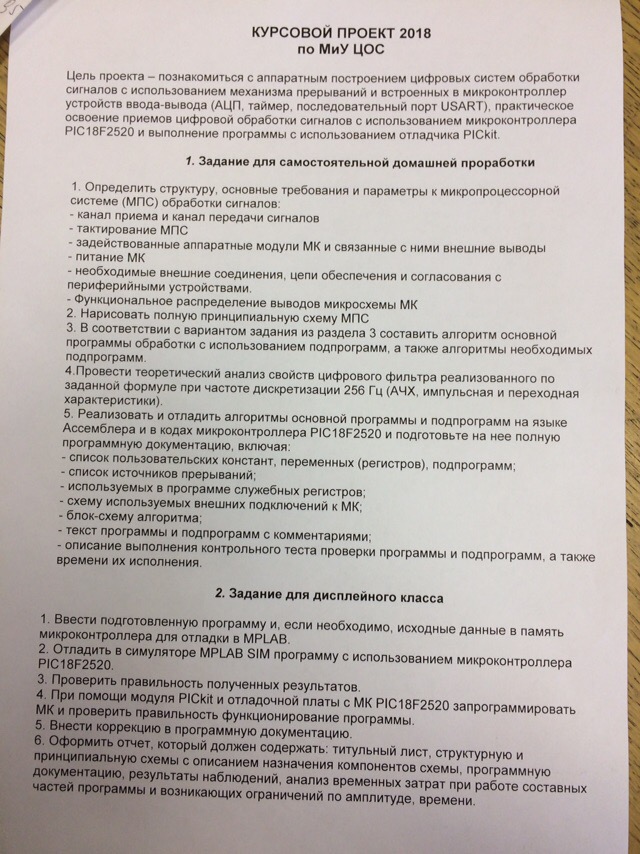 КУРСОВОЙ ПРОЕКТ 2018
по МиУ ЦОС
Цель проекта – познакомиться с аппаратным построением цифровых систем обработки
сигналов с использованием механизма прерываний и встроенных в микроконтроллер
устройств ввода-вывода (АЦП, таймер, последовательный порт USART), практическое
освоение приемов цифровой обработки сигналов с использованием микроконтроллера
PIC18F2520 и выполнение программы с использованием отладчика PICkit.
1. Задание для самостоятельной домашней проработки
1. Определить структуру, основные требования и параметры к микропроцессорной
системе (МПС) обработки сигналов:
- канал приема и канал передачи сигналов
- тактирование МПС
- задействованные аппаратные модули МК и связанные с ними внешние выводы
- питание МК
- необходимые внешние соединения, цепи обеспечения и согласования с
периферийными устройствами.
- Функциональное распределение выводов микросхемы МК
2. Нарисовать полную принципиальную схему МПС
3. В соответствии с вариантом задания из раздела 3 составить алгоритм основной
программы обработки с использованием подпрограмм, а также алгоритмы необходимых
подпрограмм.
4.Провести теоретический анализ свойств цифрового фильтра реализованного по
заданной формуле при частоте дискретизации 256 Гц (АЧХ, импульсная и переходная
характеристики).
5. Реализовать и отладить алгоритмы основной программы и подпрограмм на языке
Ассемблера и в кодах микроконтроллера PIC18F2520 и подготовьте на нее полную
программную документацию, включая:
- список пользовательских констант, переменных (регистров), подпрограмм;
- список источников прерываний;
- используемых в программе служебных регистров;
- схему используемых внешних подключений к МК;
- блок-схему алгоритма;
- текст программы и подпрограмм с комментариями;
- описание выполнения контрольного теста проверки программы и подпрограмм, а также
времени их исполнения.
2. Задание для дисплейного класса
1. Ввести подготовленную программу и, если необходимо, исходные данные в память
микроконтроллера для отладки в MPLAB.
2. Отладить в симуляторе MPLAB SIM программу с использованием микроконтроллера
PIC18F2520.
3. Проверить правильность полученных результатов.
4. При помощи модуля PICkit и отладочной платы с МК PIC18F2520 запрограммировать
МК и проверить правильность функционирование программы.
5. Внести коррекцию в программную документацию.
6. Оформить отчет, который должен содержать: титульный лист, структурную и
принципиальную схемы с описанием назначения компонентов схемы, программную
документацию, результаты наблюдений, анализ временных затрат при работе составных
частей программы и возникающих ограничений по амплитуде, времени.